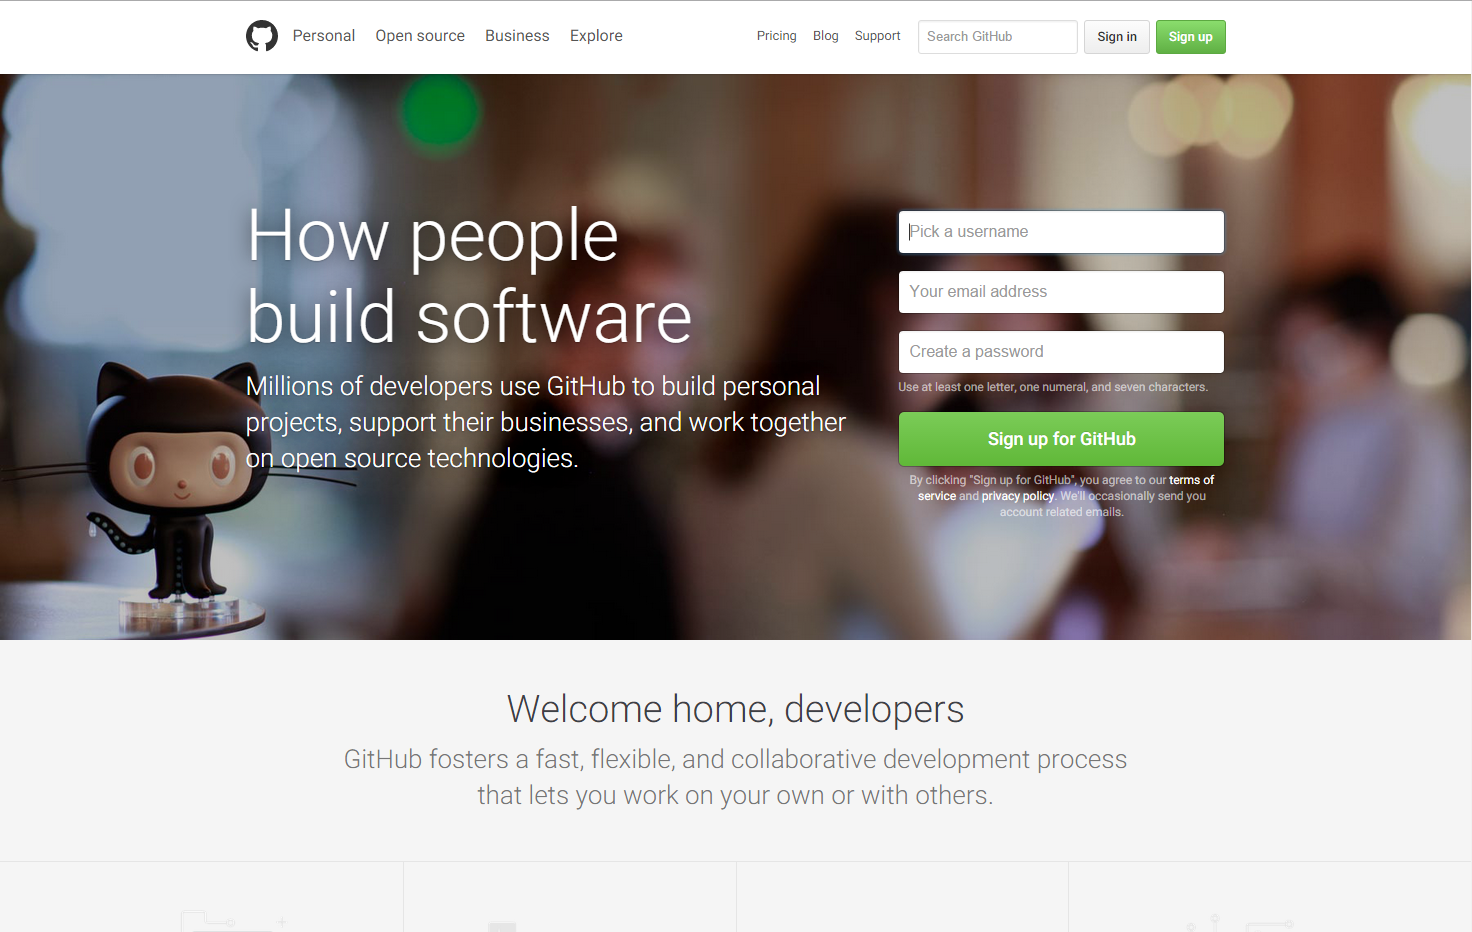 Personal Open source Business Explore Pricing Blog Support Search GitHub Sign in Sign up
How people
build software
Millions of developers use GitHub to build personal
projects, support their businesses, and work together
on open source technologies.
Pick a username
Your email address
Create a password
Use at least one letter, one numeral, and seven characters.
Sign up for GitHub
By clicking "Sign up for GitHub", you agree to our terms of
service and privacy policy. We'll occasionally send you
account related emails.
Welcome home, developers
GitHub fosters a fast, flexible, and collaborative development process
that lets you work on your own or with others.